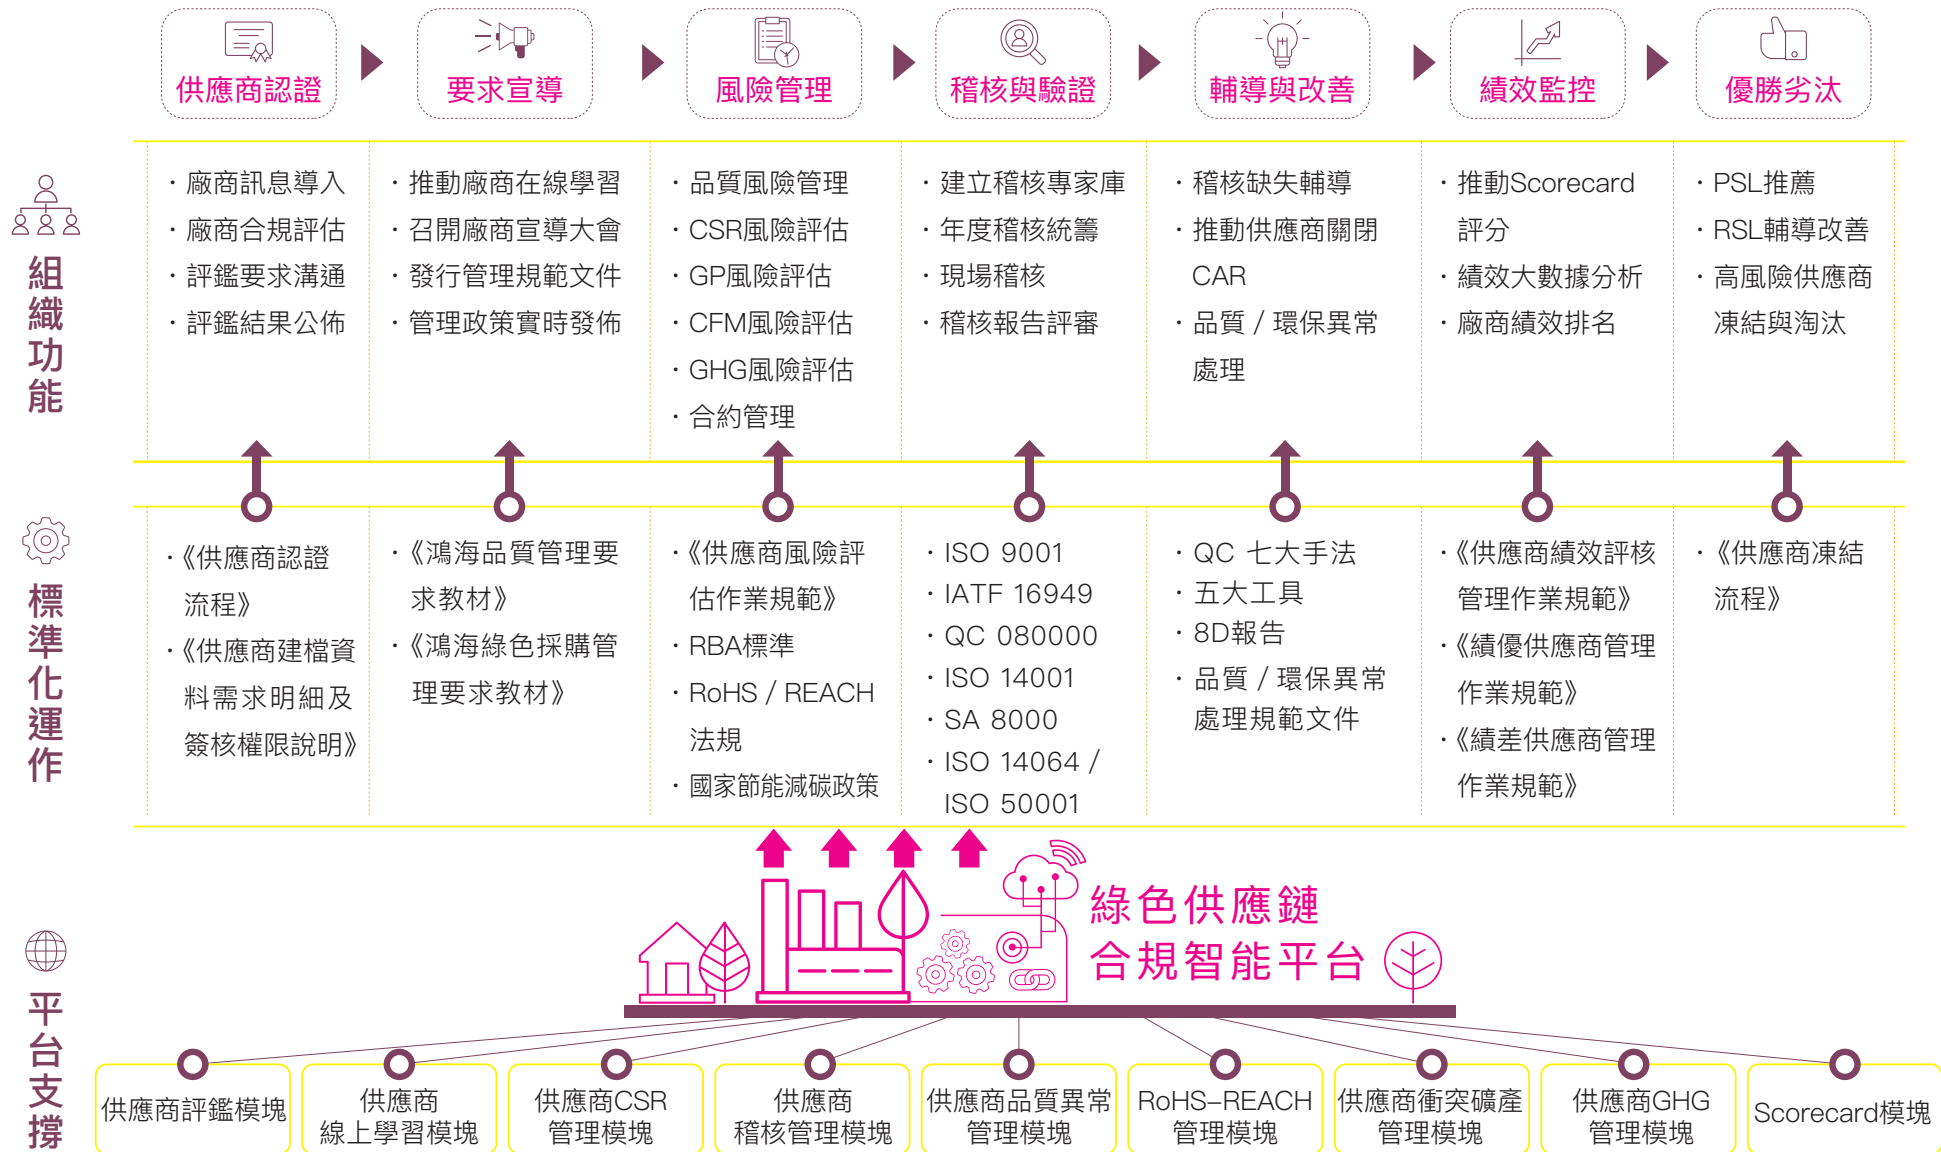 供應商認證
要求宣導
風險管理
稽核與驗證
輔導與改善
績效監控
優勝劣汰
組織功能
・廠商訊息導入
・廠商合規評估
・評鑑要求溝通
・評鑑結果公佈
・推動廠商在線學習
・召開廠商宣導大會
・發行管理規範文件
・管理政策實時發佈
・品質風險管理
・CSR風險評估
・GP風險評估
・CFM風險評估
・GHG風險評估
・合約管理
・建立稽核專家庫
・年度稽核統籌
・現場稽核
・稽核報告評審
・稽核缺失輔導
・推動供應商關閉
CAR
・品質 / 環保異常
處理
・推動Scorecard
評分
・績效大數據分析
・廠商績效排名
・PSL推薦
・RSL輔導改善
・高風險供應商
凍結與淘汰
標準化運作
・《供應商認證
流程》
・《供應商建檔資
料需求明細及
簽核權限說明》
・《鴻海品質管理要
求教材》
・《鴻海綠色採購管
理要求教材》
・《供應商風險評
估作業規範》
・RBA標準
・RoHS / REACH
法規
・國家節能減碳政策
・ISO 9001
・IATF 16949
・QC 080000
・ISO 14001
・SA 8000
・ISO 14064 /
ISO 50001
・QC 七大手法
・五大工具
・8D報告
・品質 / 環保異常
處理規範文件
・《供應商績效評核
管理作業規範》
・《績優供應商管理
作業規範》
・《績差供應商管理
作業規範》
・《供應商凍結
流程》
平台支撐
綠色供應鏈
合規智能平台
供應商評鑑模塊
供應商
線上學習模塊
供應商CSR
管理模塊
供應商
稽核管理模塊
供應商品質異常
管理模塊
RoHS–REACH
管理模塊
供應商衝突礦產
管理模塊
供應商GHG
管理模塊
Scorecard模塊